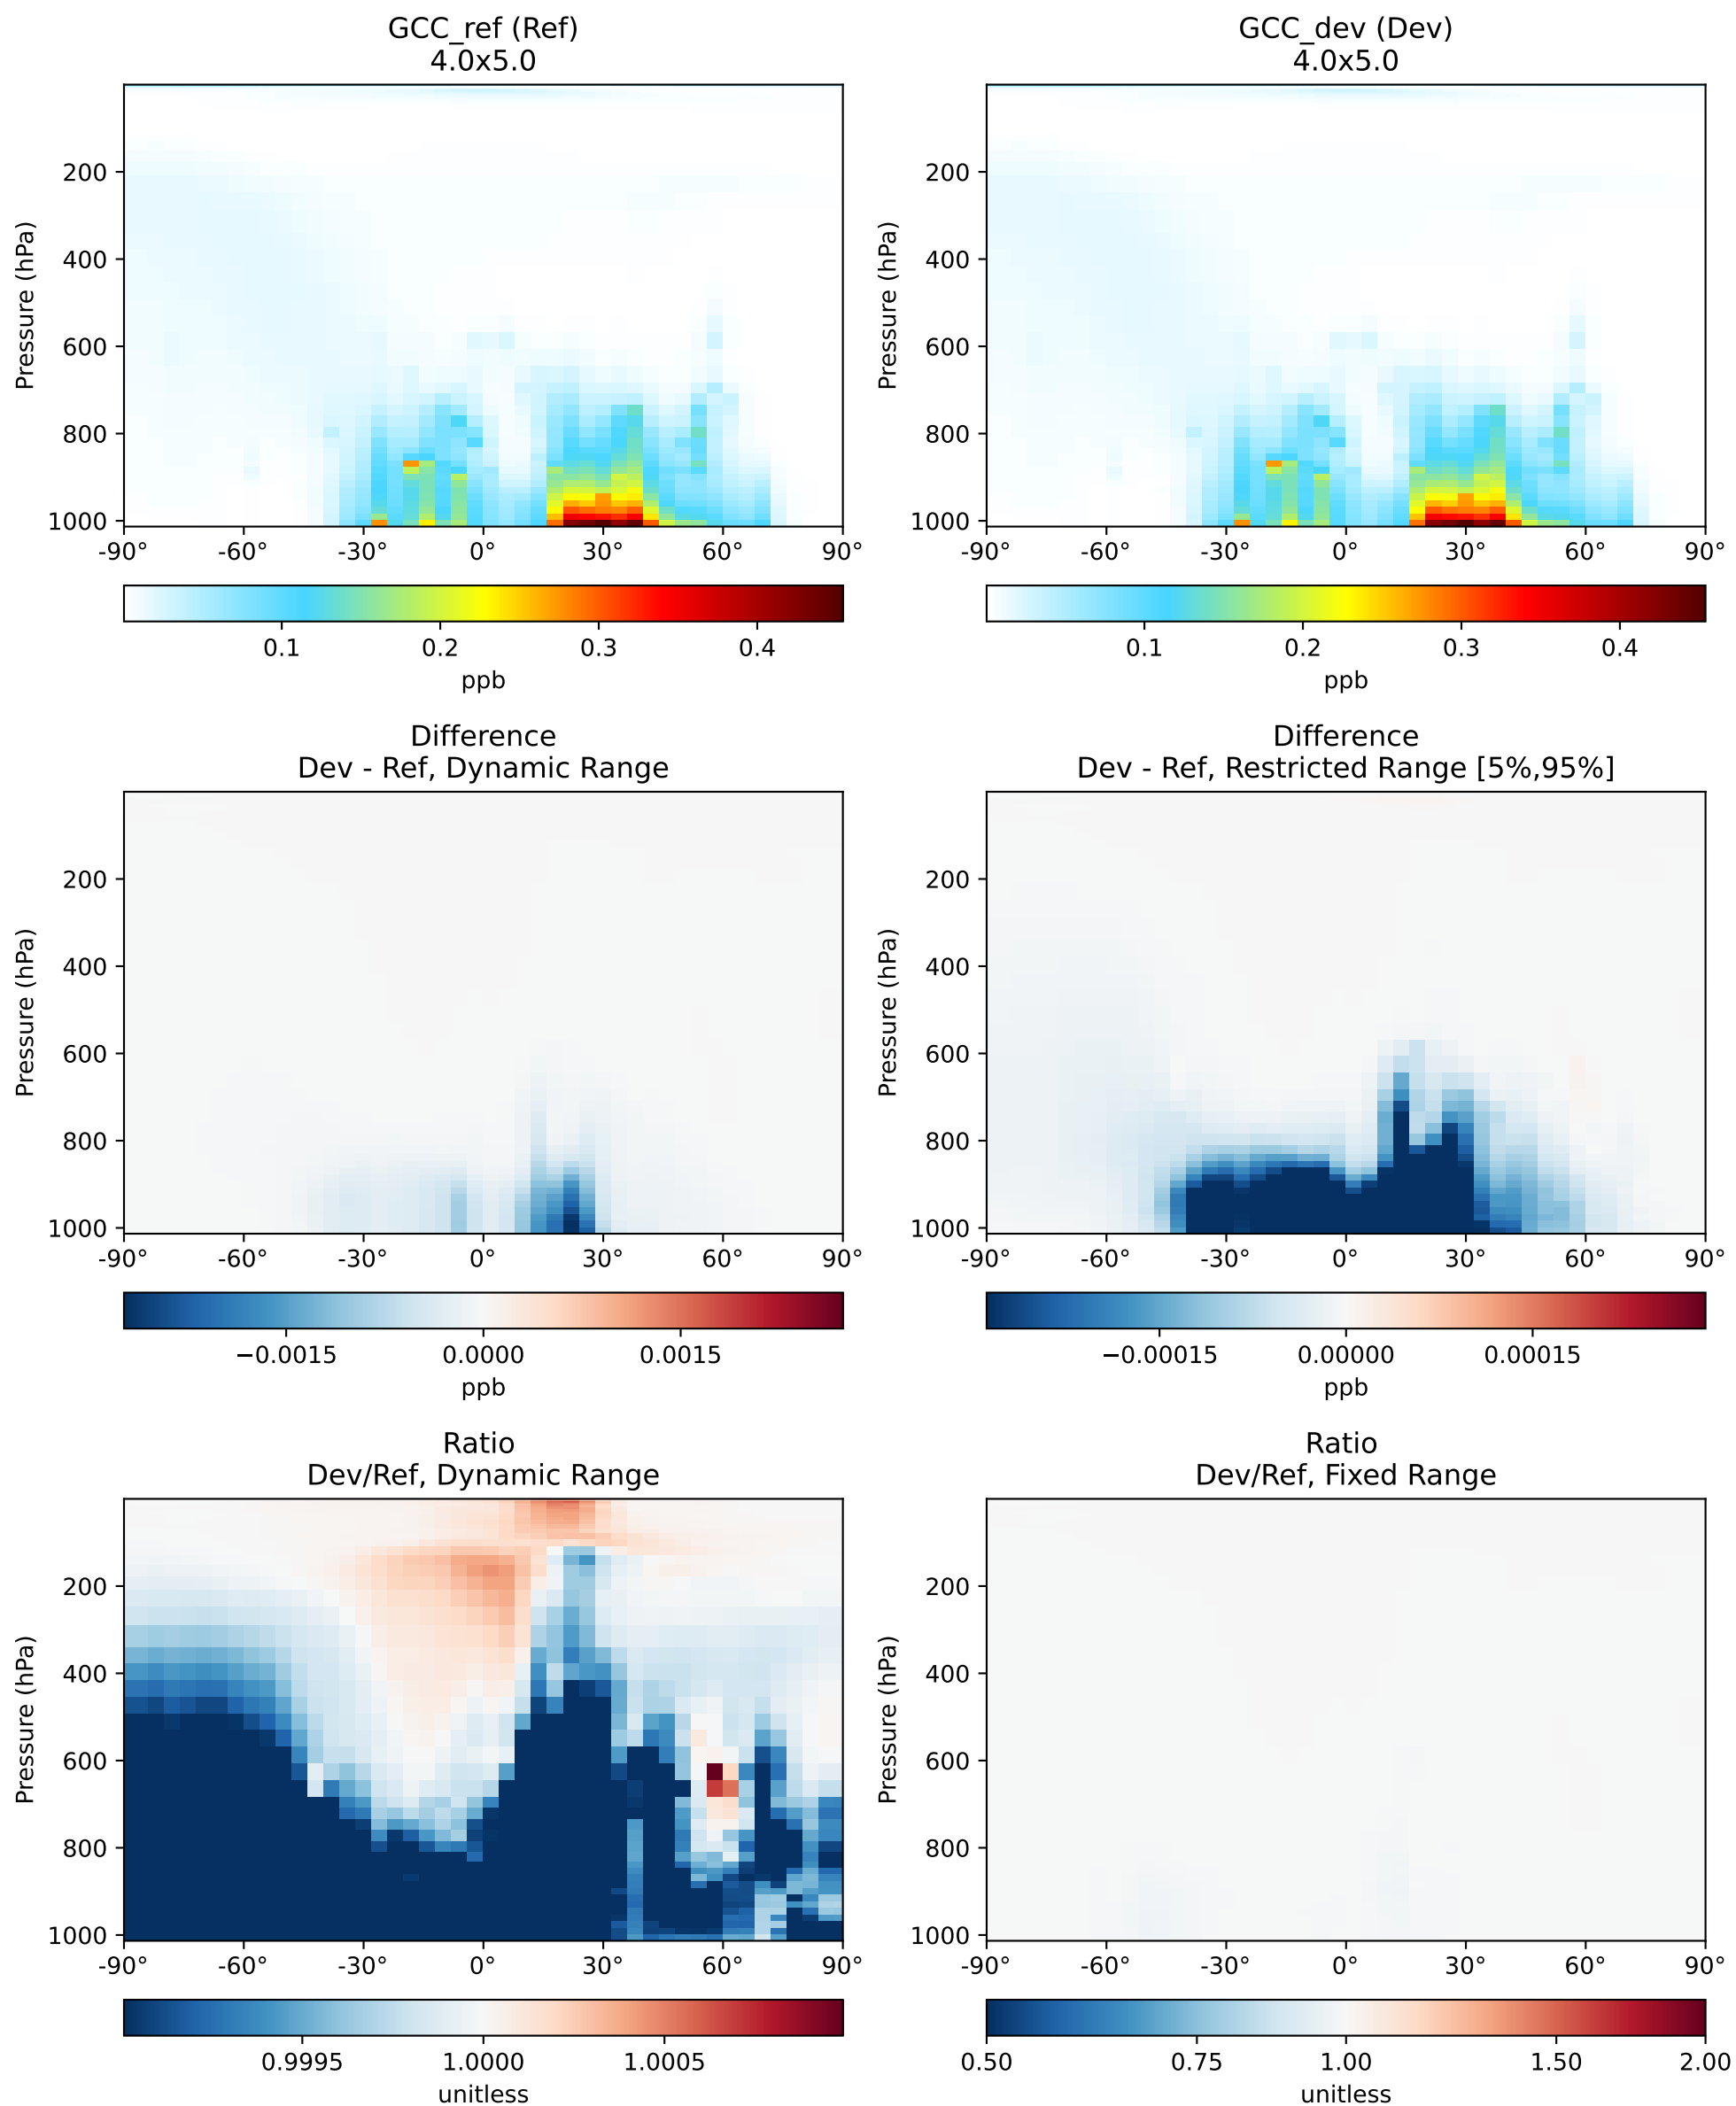 GCC_ref (Ref)
4.0x5.0
Pressure (hPa)
200
400
600
800
1000
-90° -60° -30° 0° 30° 60° 90°
0.1 0.2 0.3 0.4
ppb
GCC_dev (Dev)
4.0x5.0
Pressure (hPa)
200
400
600
800
1000
-90° -60° -30° 0° 30° 60° 90°
0.1 0.2 0.3 0.4
ppb
Difference
Dev - Ref, Dynamic Range
Pressure (hPa)
200
400
600
800
1000
-90° -60° -30° 0° 30° 60° 90°
−0.0015 0.0000 0.0015
ppb
Difference
Dev - Ref, Restricted Range [5%,95%]
Pressure (hPa)
200
400
600
800
1000
-90° -60° -30° 0° 30° 60° 90°
−0.00015 0.00000 0.00015
ppb
Ratio
Dev/Ref, Dynamic Range
Pressure (hPa)
200
400
600
800
1000
-90° -60° -30° 0° 30° 60° 90°
0.9995 1.0000 1.0005
unitless
Ratio
Dev/Ref, Fixed Range
Pressure (hPa)
200
400
600
800
1000
-90° -60° -30° 0° 30° 60° 90°
0.50 0.75 1.00 1.50 2.00
unitless